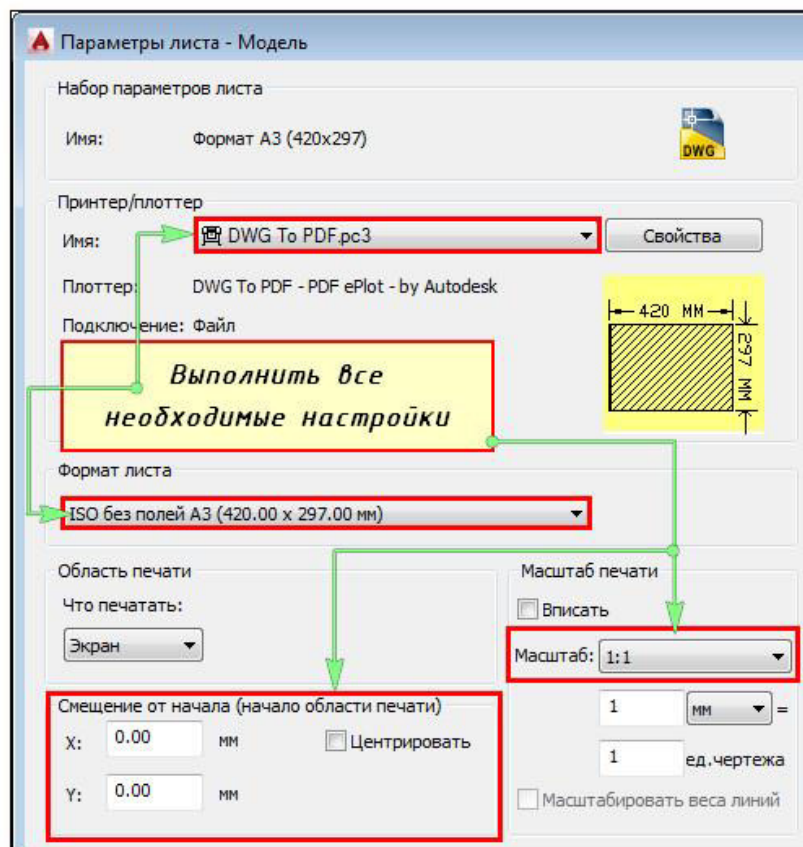 Параметры листа - Модель
Набор параметров листа
Имя: Формат А3 (420x297)
DWG
Принтер/плоттер
Имя: DWG To PDF.pc3 Свойства
Плоттер: DWG To PDF - PDF ePlot - by Autodesk
Подключение: Файл
420 ММ
297 ММ
Выполнить все
необходимые настройки
Формат листа
ISO без полей А3 (420.00 x 297.00 мм)
Область печати
Что печатать:
Экран
Масштаб печати
Вписать
Масштаб: 1:1
1 мм =
1 ед.чертежа
Масштабировать веса линий
Смещение от начала (начало области печати)
X: 0.00 мм Центрировать
Y: 0.00 мм